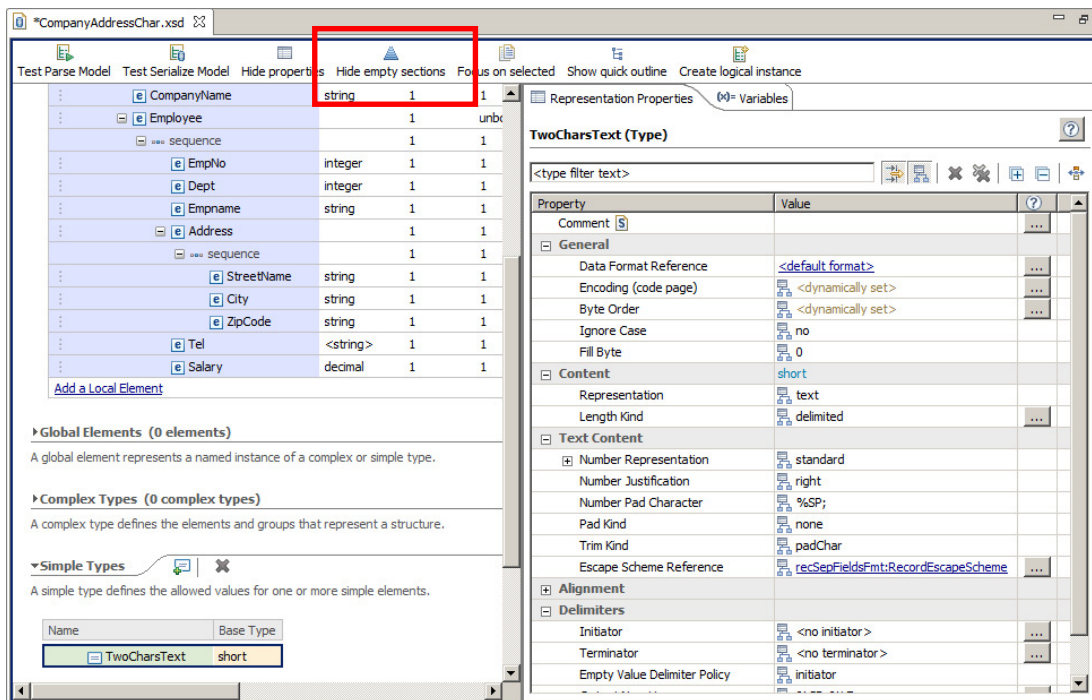 *CompanyAddressChar.xsd
Test Parse Model Test Serialize Model Hide properties Hide empty sections Focus on selected Show quick outline Create logical instance
e CompanyName string 1 1
e Employee 1 unbo
sequence 1 1
e EmpNo integer 1 1
e Dept integer 1 1
e Empname string 1 1
e Address 1 1
sequence 1 1
e StreetName string 1 1
e City string 1 1
e ZipCode string 1 1
e Tel <string> 1 1
e Salary decimal 1 1
Add a Local Element
Global Elements (0 elements)
A global element represents a named instance of a complex or simple type.
Complex Types (0 complex types)
A complex type defines the elements and groups that represent a structure.
Simple Types
A simple type defines the allowed values for one or more simple elements.
Name Base Type
TwoCharsText short
Representation Properties (x)= Variables
TwoCharsText (Type)
<type filter text>
Property Value
Comment S ...
General
Data Format Reference <default format> ...
Encoding (code page) <dynamically set> ...
Byte Order <dynamically set> ...
Ignore Case no
Fill Byte 0
Content short
Representation text
Length Kind delimited ...
Text Content
Number Representation standard
Number Justification right
Number Pad Character %SP;
Pad Kind none
Trim Kind padChar
Escape Scheme Reference recSepFieldsFmt:RecordEscapeScheme ...
Alignment
Delimiters
Initiator <no initiator> ...
Terminator <no terminator> ...
Empty Value Delimiter Policy initiator